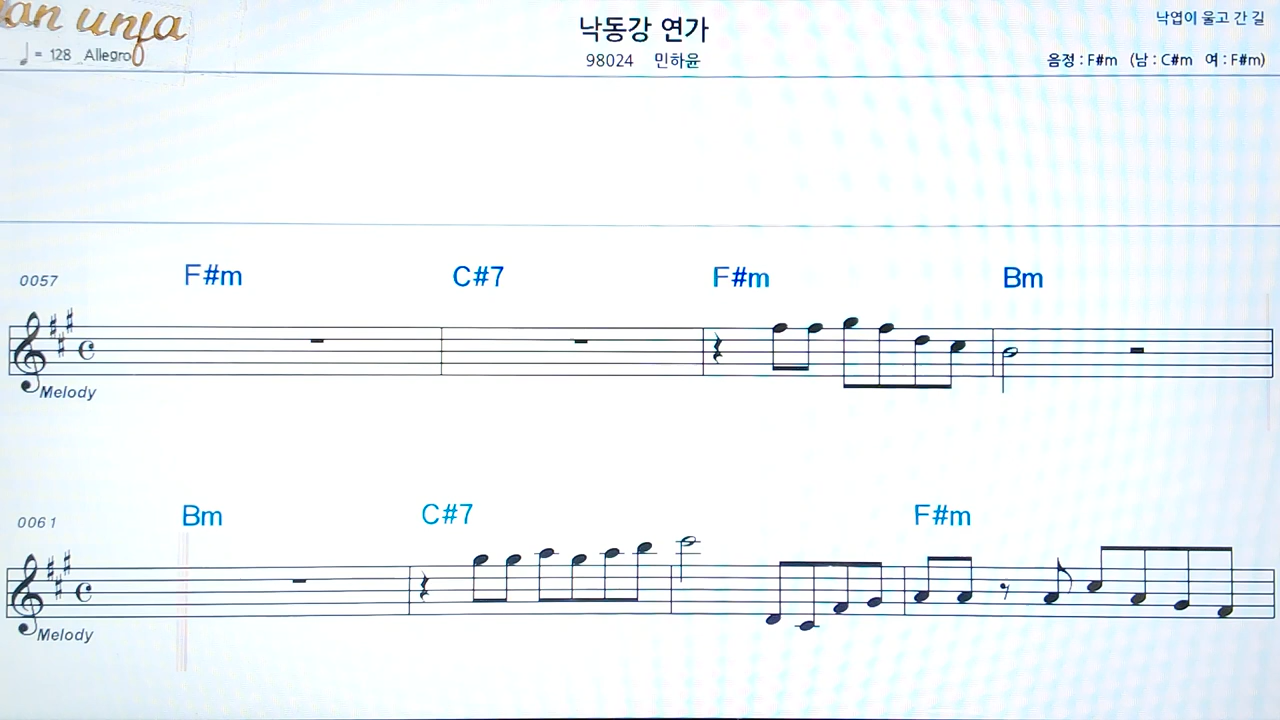 낙동강 연가
낙엽이 울고 간 길
= 128 Allegro
98024 민하윤
음정 : F#m (남 : C#m 여 : F#m)
0057 F#m C#7 F#m Bm
Melody
0061 Bm C#7 F#m
Melody